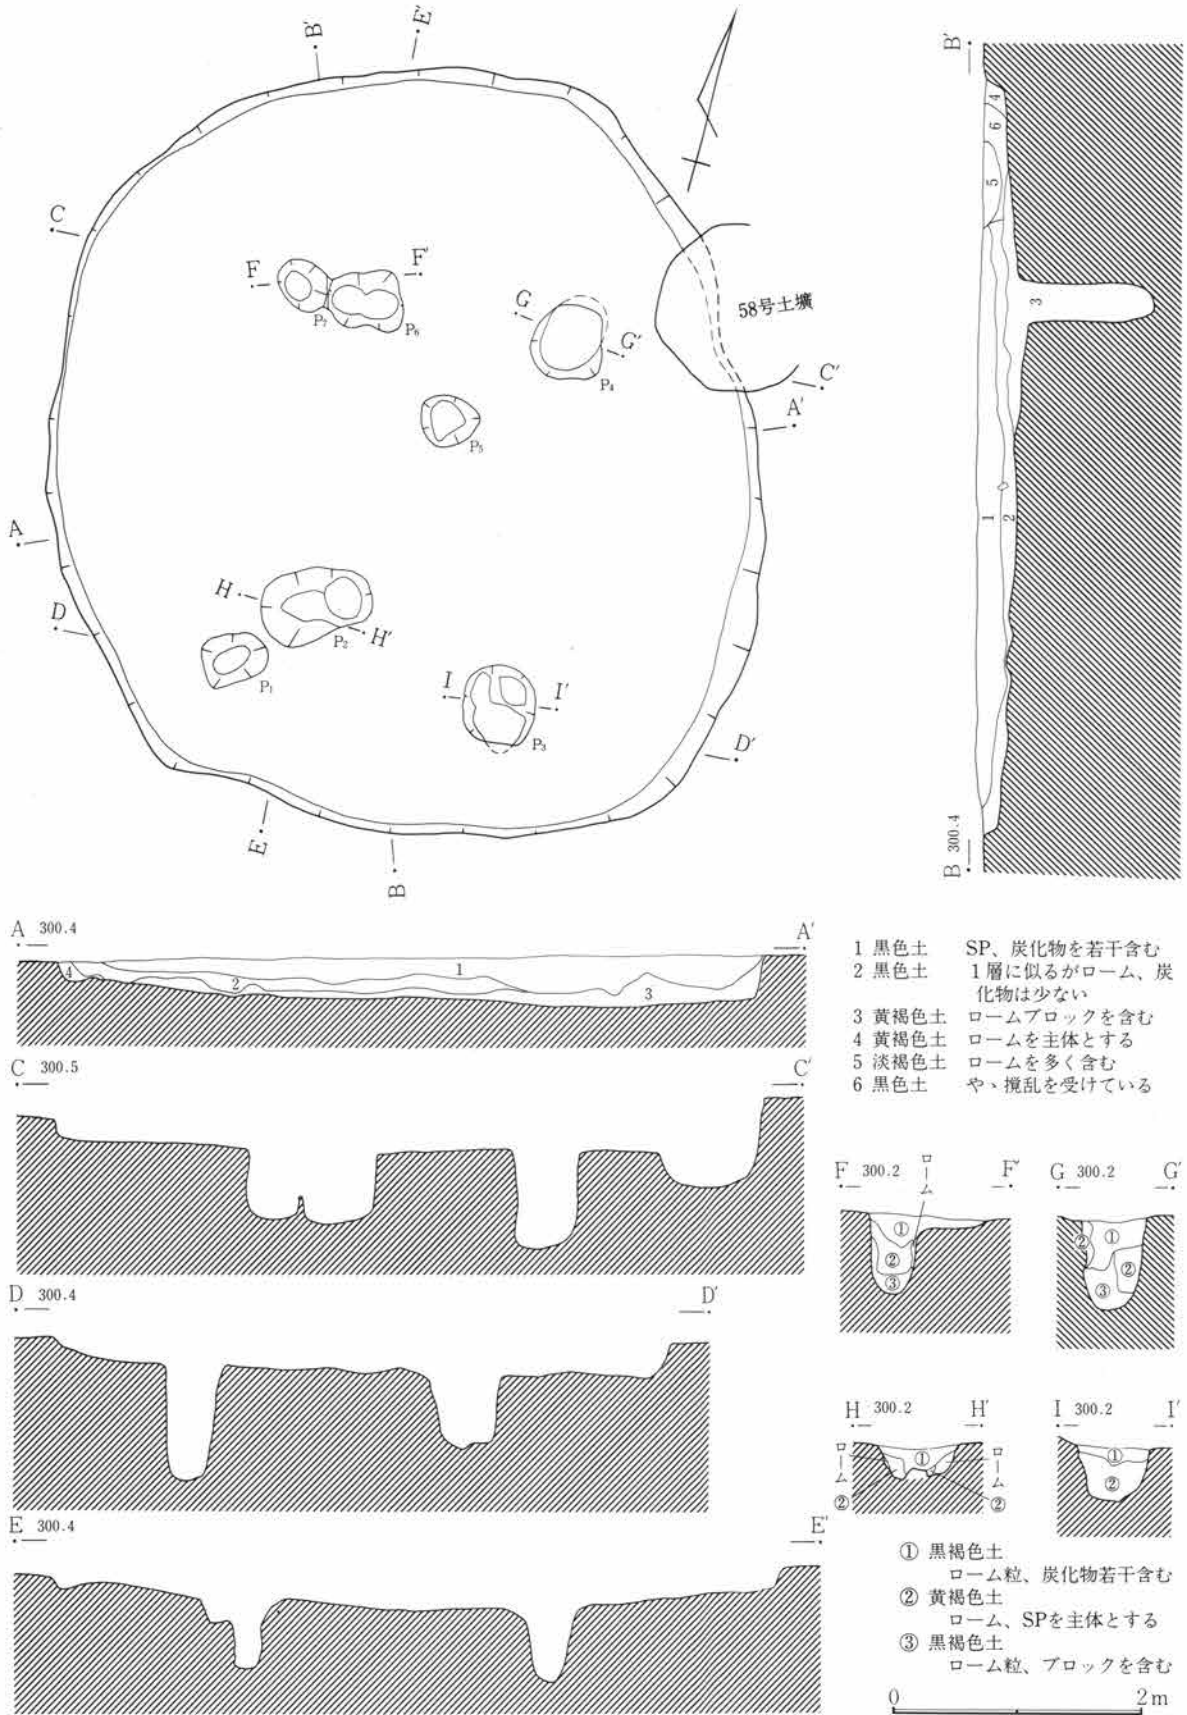 B′
E′
C
F
F′
P₇
P₆
G
G′
P₄
58号土壙
C′
A′
P₅
A
D
H
H′
P₂
P₁
I
I′
P₃
D′
E
B
B′
4
6
5
3
1
2
B 300.4
A 300.4
A′
4
2
1
3
C 300.5
C′
D 300.4
D′
E 300.4
E′
1 黒色土 SP、炭化物を若干含む
2 黒色土 1層に似るがローム、炭
化物は少ない
3 黄褐色土 ロームブロックを含む
4 黄褐色土 ロームを主体とする
5 淡褐色土 ロームを多く含む
6 黒色土 やゝ撹乱を受けている
F 300.2
ローム
F′
①
②
③
G 300.2
G′
②
①
②
③
H 300.2
H′
ローム
①
ローム
②
②
I 300.2
I′
①
②
① 黒褐色土
ローム粒、炭化物若干含む
② 黄褐色土
ローム、SPを主体とする
③ 黒褐色土
ローム粒、ブロックを含む
0 2m